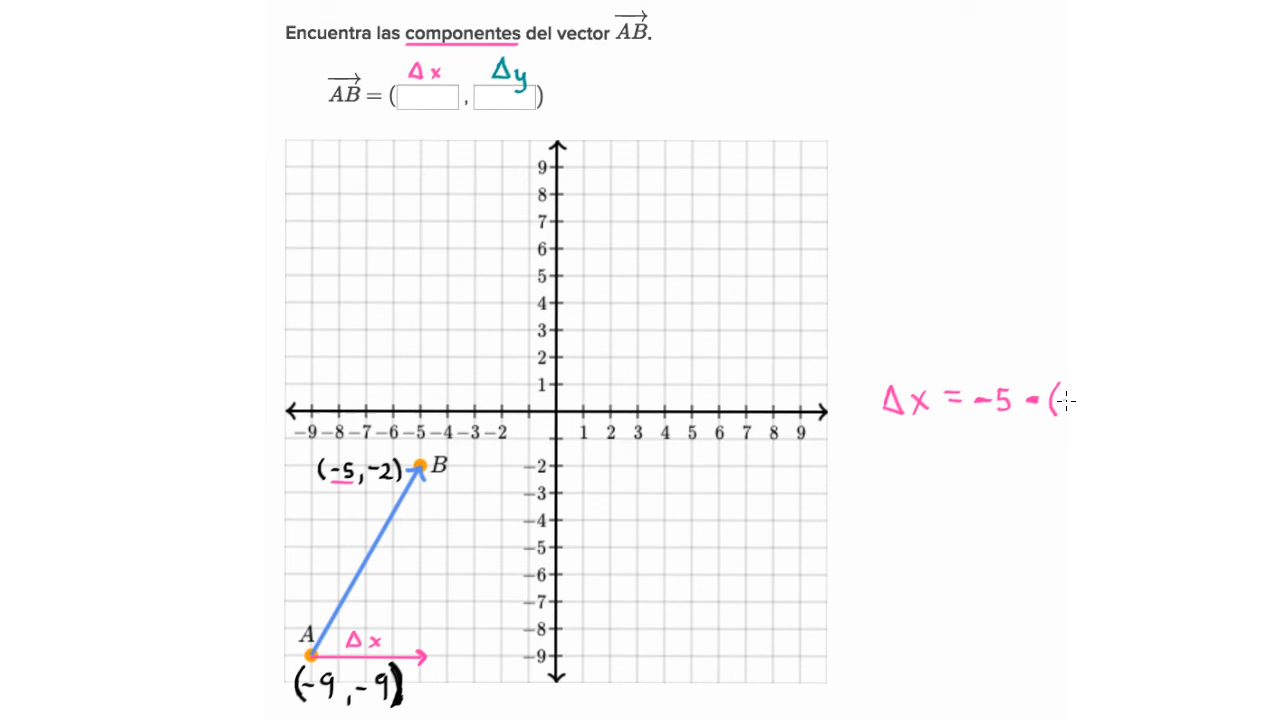 Encuentra las componentes del vector AB.
Δx Δy
AB = ( , )
9
8
7
6
5
4
3
2
1
Δx = -5 - (
-9 -8 -7 -6 -5 -4 -3 -2 1 2 3 4 5 6 7 8 9
(-5, -2) B -2
-3
-4
-5
-6
-7
A Δx -8
-9
(-9, -9)